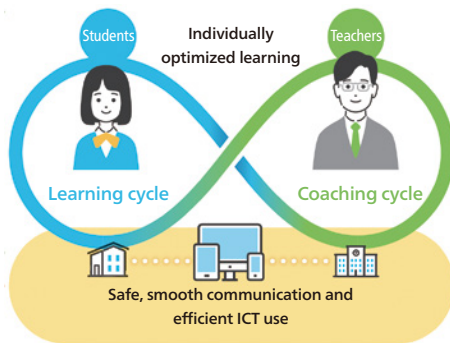 Students
Individually
optimized learning
Teachers
Learning cycle
Coaching cycle
Safe, smooth communication and
efficient ICT use